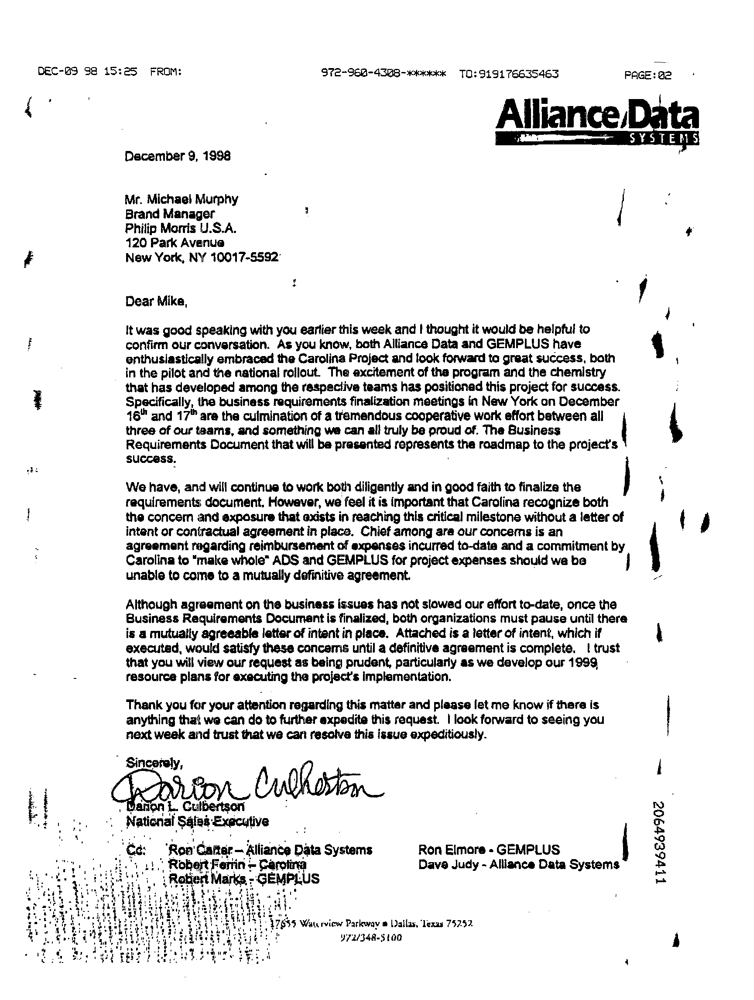 DEC-09 98 15:25 FROM: 972-960-4308-****** TO:919176635463 PAGE:02
Alliance Data
SYSTEMS
December 9, 1998
Mr. Michael Murphy
Brand Manager
Philip Morris U.S.A.
120 Park Avenue
New York, NY 10017-5592
Dear Mike,
It was good speaking with you earlier this week and I thought it would be helpful to
confirm our conversation. As you know, both Alliance Data and GEMPLUS have
enthusiastically embraced the Carolina Project and look forward to great success, both
in the pilot and the national rollout. The excitement of the program and the chemistry
that has developed among the respective teams has positioned this project for success.
Specifically, the business requirements finalization meetings in New York on December
16th and 17th are the culmination of a tremendous cooperative work effort between all
three of our teams, and something we can all truly be proud of. The Business
Requirements Document that will be presented represents the roadmap to the project's
success.
We have, and will continue to work both diligently and in good faith to finalize the
requirements document. However, we feel it is important that Carolina recognize both
the concern and exposure that exists in reaching this critical milestone without a letter of
intent or contractual agreement in place. Chief among are our concerns is an
agreement regarding reimbursement of expenses incurred to-date and a commitment by
Carolina to "make whole" ADS and GEMPLUS for project expenses should we be
unable to come to a mutually definitive agreement.
Although agreement on the business issues has not slowed our effort to-date, once the
Business Requirements Document is finalized, both organizations must pause until there
is a mutually agreeable letter of intent in place. Attached is a letter of intent, which if
executed, would satisfy these concerns until a definitive agreement is complete. I trust
that you will view our request as being prudent, particularly as we develop our 1999
resource plans for executing the project's implementation.
Thank you for your attention regarding this matter and please let me know if there is
anything that we can do to further expedite this request. I look forward to seeing you
next week and trust that we can resolve this issue expeditiously.
Sincerely,
Darion Culbertson
Darion L. Culbertson
National Sales Executive
Cc: Ron Carter – Alliance Data Systems Ron Elmore - GEMPLUS
Robert Ferrin – Carolina Dave Judy - Alliance Data Systems
Robert Marks - GEMPLUS
2064939411
17655 Waterview Parkway • Dallas, Texas 75252
972/348-5100